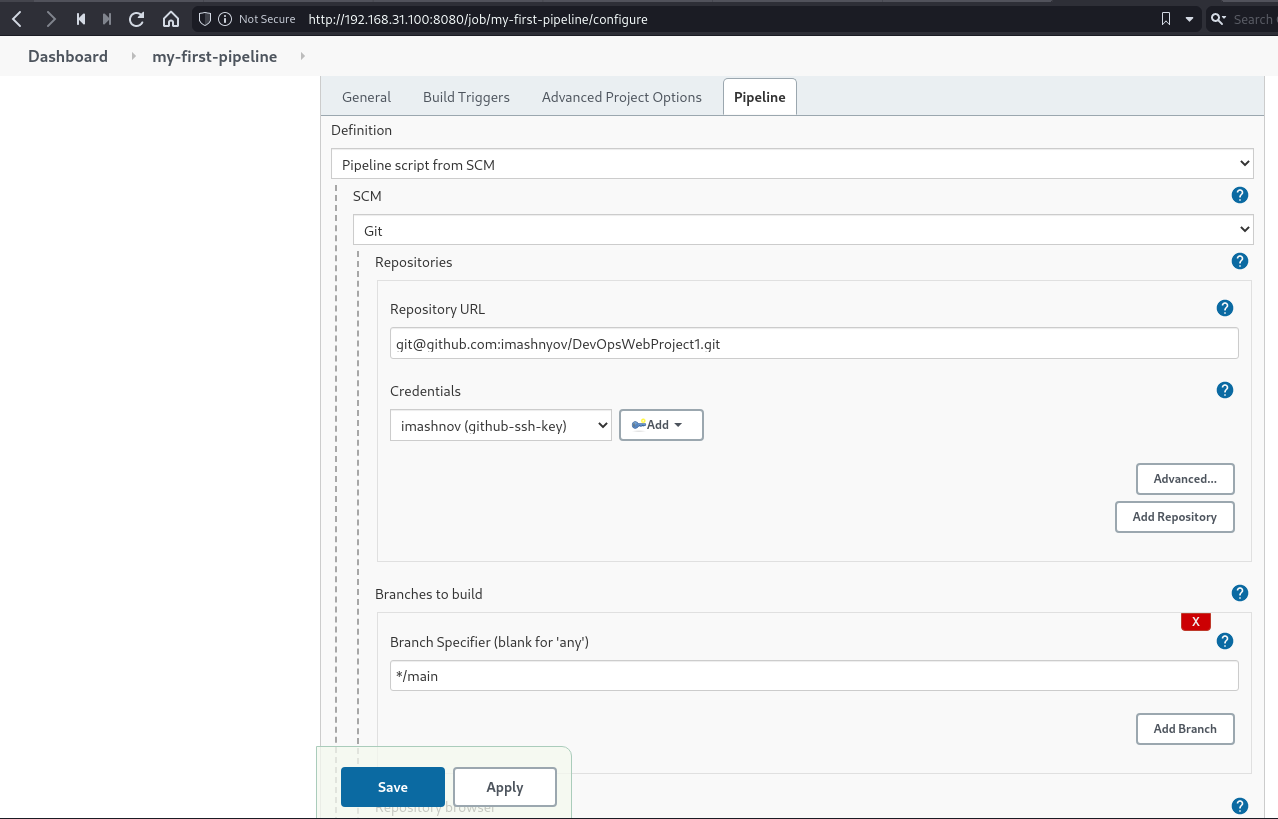 Not Secure http://192.168.31.100:8080/job/my-first-pipeline/configure Search
Dashboard my-first-pipeline
General Build Triggers Advanced Project Options Pipeline
Definition
Pipeline script from SCM
SCM ?
Git
Repositories ?
Repository URL ?
git@github.com:imashnyov/DevOpsWebProject1.git
Credentials ?
imashnov (github-ssh-key) Add
Advanced...
Add Repository
Branches to build ?
X
Branch Specifier (blank for 'any') ?
*/main
Add Branch
Save Apply
Repository browser ?